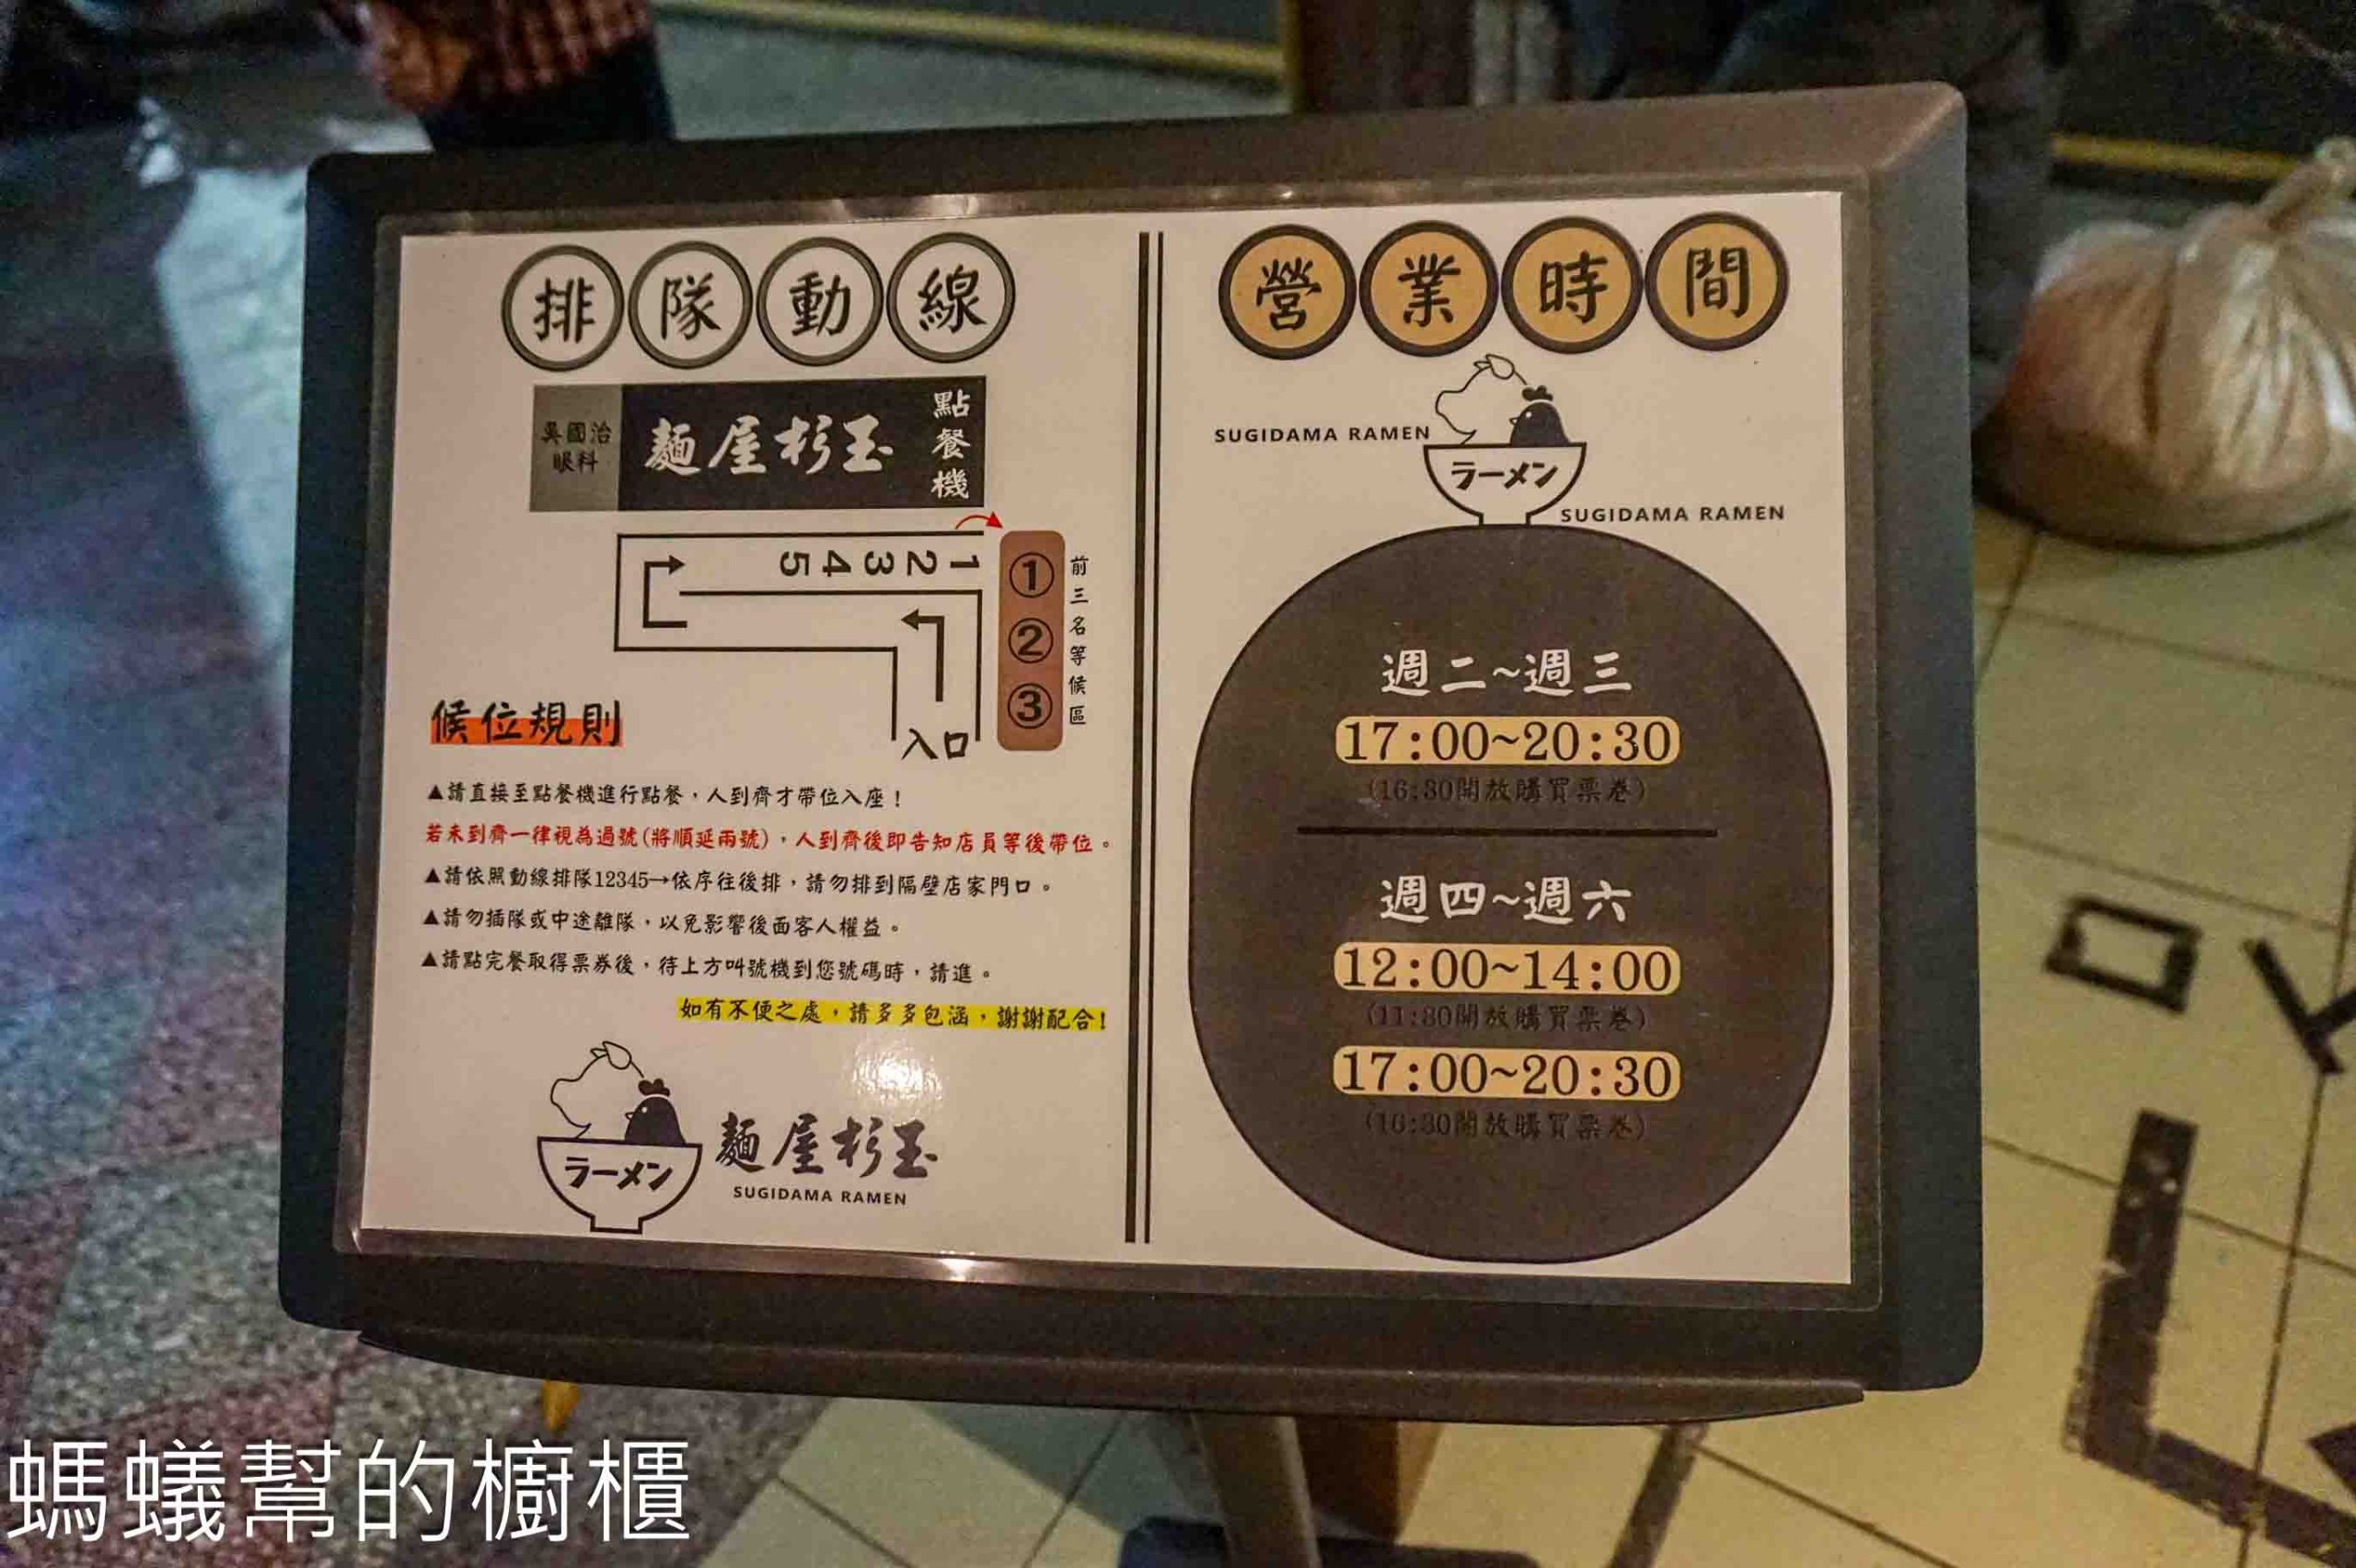 排隊動線
吳國治
眼科
麵屋杉玉
點餐機
1 2 3 4 5
① ② ③
前三名等候區
入口
候位規則
▲請直接至點餐機進行點餐，人到齊才帶位入座！
若未到齊一律視為過號(將順延兩號)，人到齊後即告知店員等後帶位。
▲請依照動線排隊12345→依序往後排，請勿排到隔壁店家門口。
▲請勿插隊或中途離隊，以免影響後面客人權益。
▲請點完餐取得票券後，待上方叫號機到您號碼時，請進。
如有不便之處，請多多包涵，謝謝配合！
ラーメン
麵屋杉玉
SUGIDAMA RAMEN
營業時間
SUGIDAMA RAMEN
ラーメン
SUGIDAMA RAMEN
週二~週三
17:00~20:30
(16:30開放購買票卷)
週四~週六
12:00~14:00
(11:30開放購買票卷)
17:00~20:30
(16:30開放購買票卷)
螞蟻幫的櫥櫃